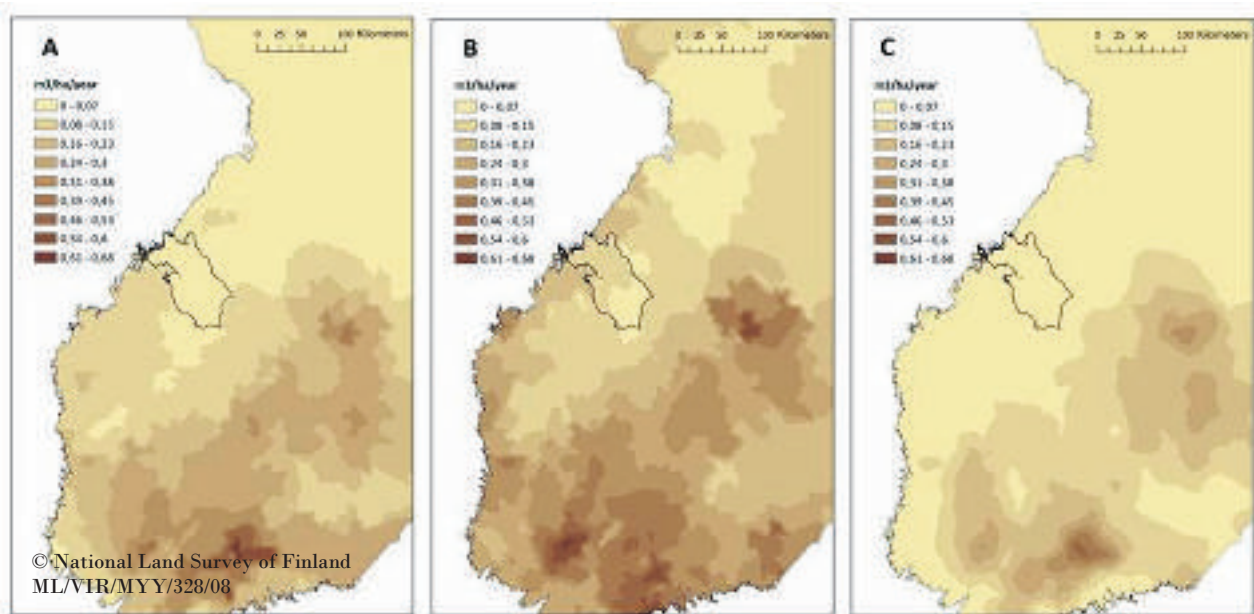 A
0 25 50 100 Kilometers
m3/ha/year
0 - 0,07
0,08 - 0,15
0,16 - 0,23
0,24 - 0,3
0,31 - 0,38
0,39 - 0,45
0,46 - 0,53
0,54 - 0,6
0,61 - 0,68
© National Land Survey of Finland
ML/VIR/MYY/328/08
B
0 25 50 100 Kilometers
m3/ha/year
0 - 0,07
0,08 - 0,15
0,16 - 0,23
0,24 - 0,3
0,31 - 0,38
0,39 - 0,45
0,46 - 0,53
0,54 - 0,6
0,61 - 0,68
C
0 25 50 100 Kilometers
m3/ha/year
0 - 0,07
0,08 - 0,15
0,16 - 0,23
0,24 - 0,3
0,31 - 0,38
0,39 - 0,45
0,46 - 0,53
0,54 - 0,6
0,61 - 0,68